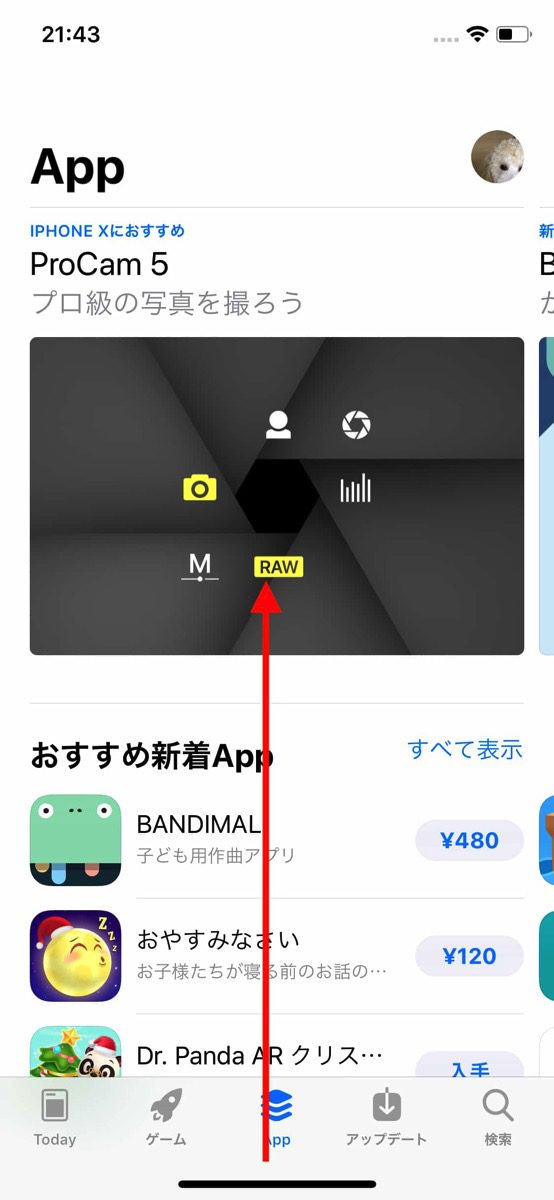 21:43
App
IPHONE Xにおすすめ
新
ProCam 5
B
プロ級の写真を撮ろう
M
RAW
おすすめ新着App
すべて表示
BANDIMAL
子ども用作曲アプリ
¥480
おやすみなさい
お子様たちが寝る前のお話の…
¥120
Z
Z
Z
Dr. Panda AR クリス…
入手
Today
ゲーム
App
アップデート
検索